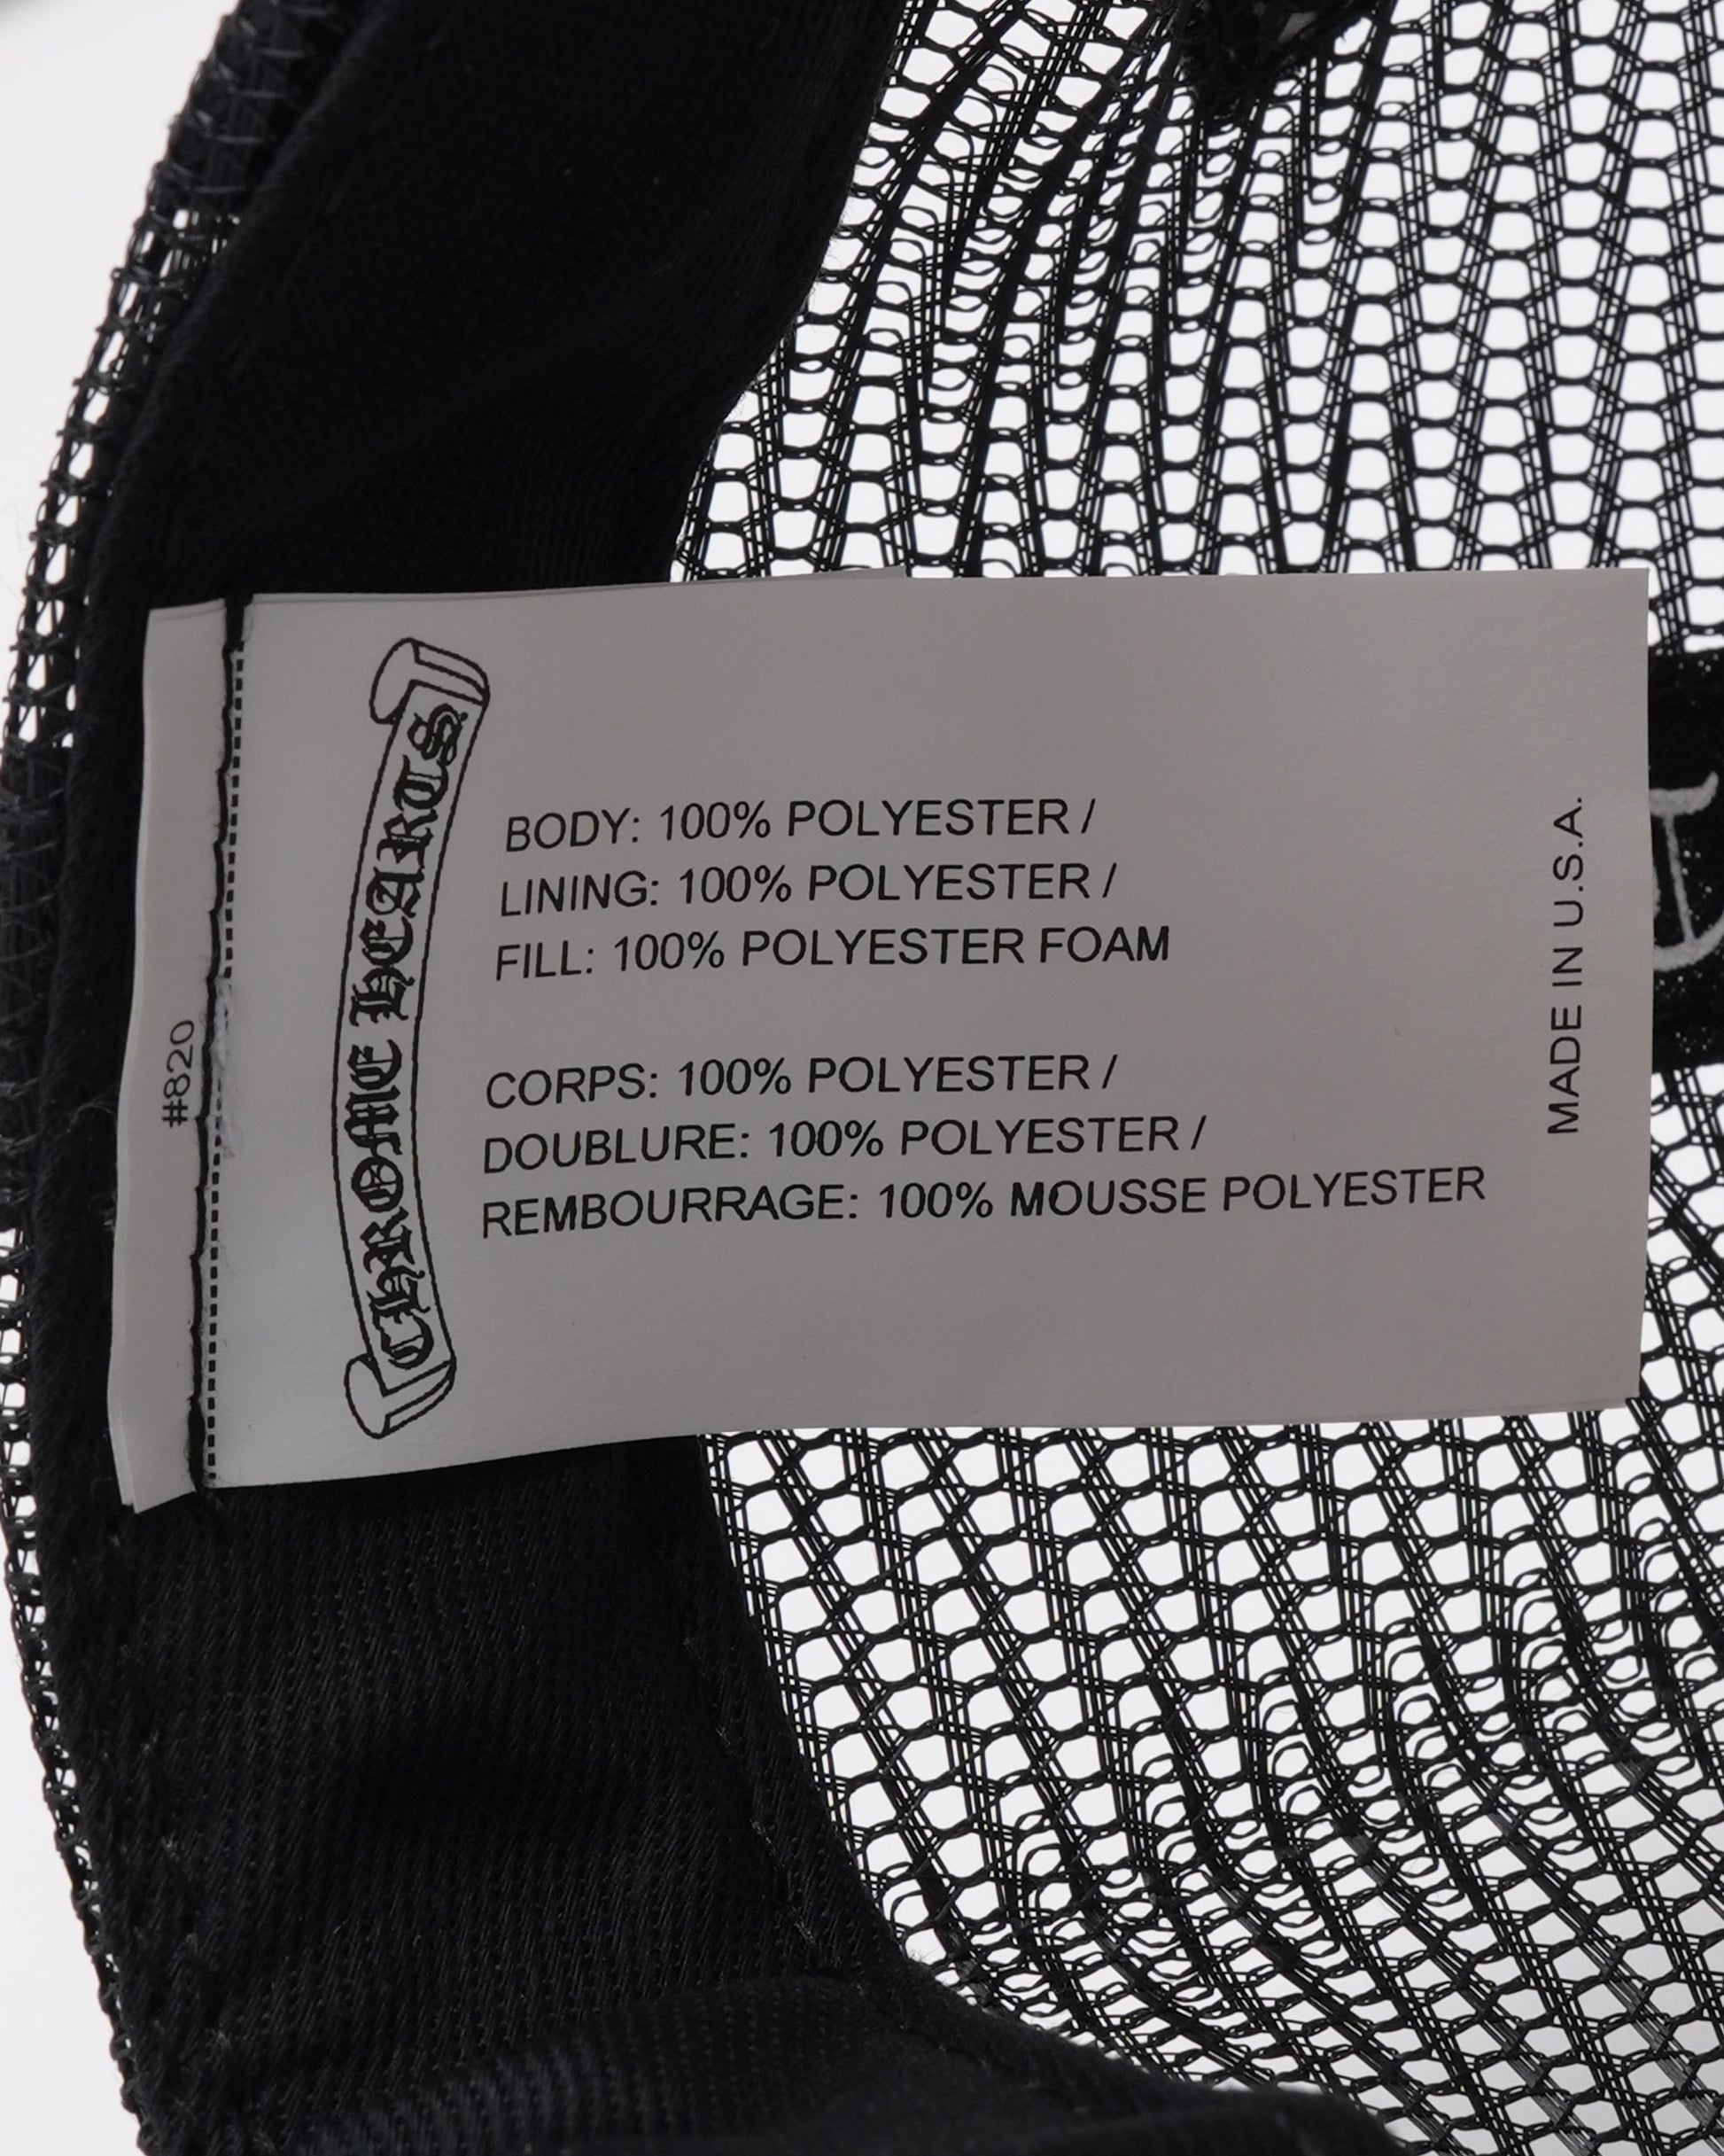 #820
CHROME HEARTS
BODY: 100% POLYESTER /
LINING: 100% POLYESTER /
FILL: 100% POLYESTER FOAM
CORPS: 100% POLYESTER /
DOUBLURE: 100% POLYESTER /
REMBOURRAGE: 100% MOUSSE POLYESTER
MADE IN U.S.A.